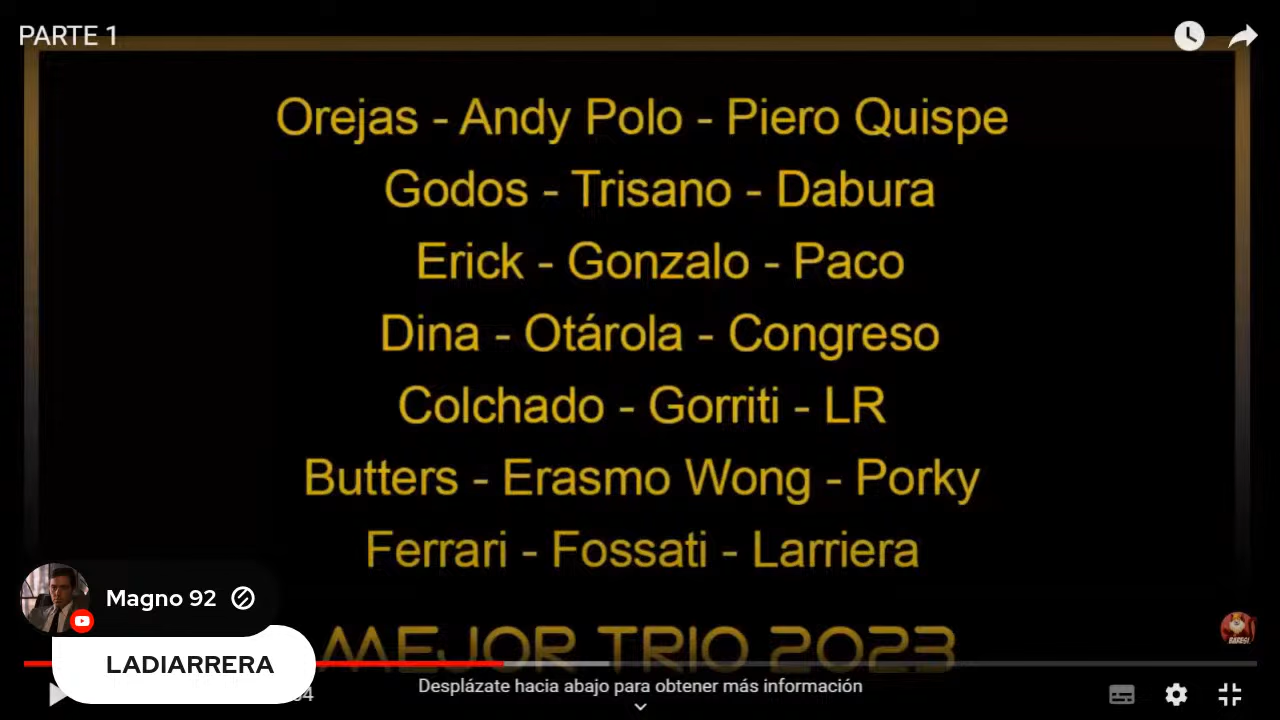 PARTE 1
Orejas - Andy Polo - Piero Quispe
Godos - Trisano - Dabura
Erick - Gonzalo - Paco
Dina - Otárola - Congreso
Colchado - Gorriti - LR
Butters - Erasmo Wong - Porky
Ferrari - Fossati - Larriera
Magno 92
MEJOR TRIO 2023
LADIARRERA
Desplázate hacia abajo para obtener más información